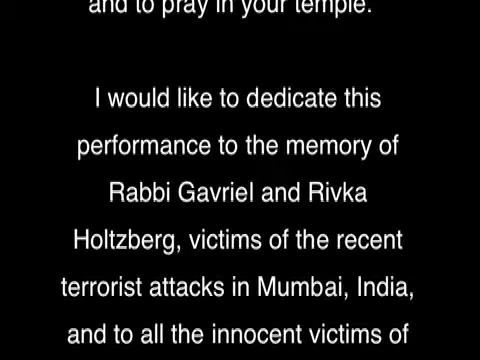 and to pray in your temple.
I would like to dedicate this
performance to the memory of
Rabbi Gavriel and Rivka
Holtzberg, victims of the recent
terrorist attacks in Mumbai, India,
and to all the innocent victims of